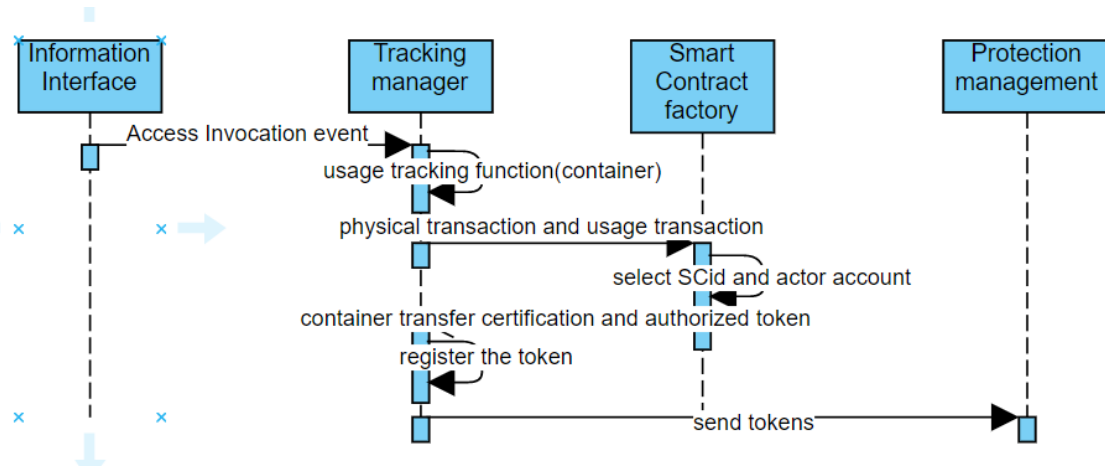 Information
Interface
Tracking
manager
Smart
Contract
factory
Protection
management
Access Invocation event
usage tracking function(container)
physical transaction and usage transaction
select SCid and actor account
container transfer certification and authorized token
register the token
send tokens